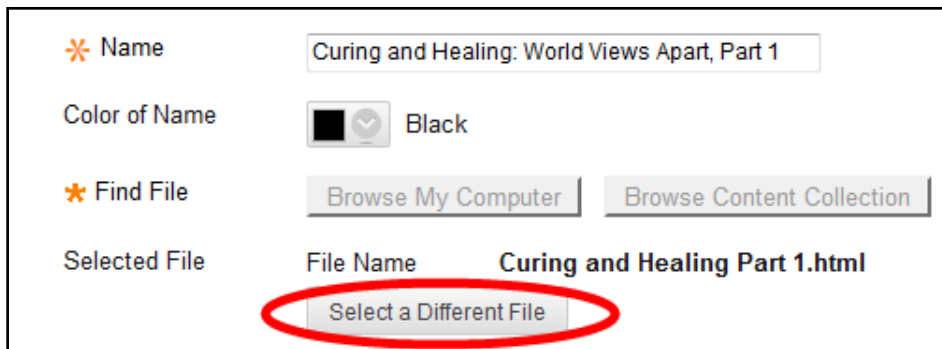 * Name Curing and Healing: World Views Apart, Part 1
Color of Name Black
* Find File Browse My Computer Browse Content Collection
Selected File File Name Curing and Healing Part 1.html
Select a Different File